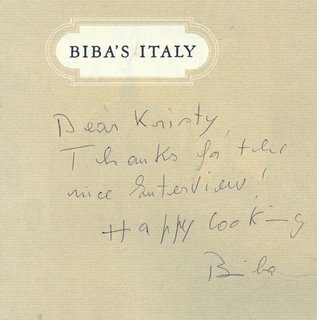 BIBA'S ITALY
Dear Kristy,
Thanks for the
nice interview!
Happy Cooking
Biba